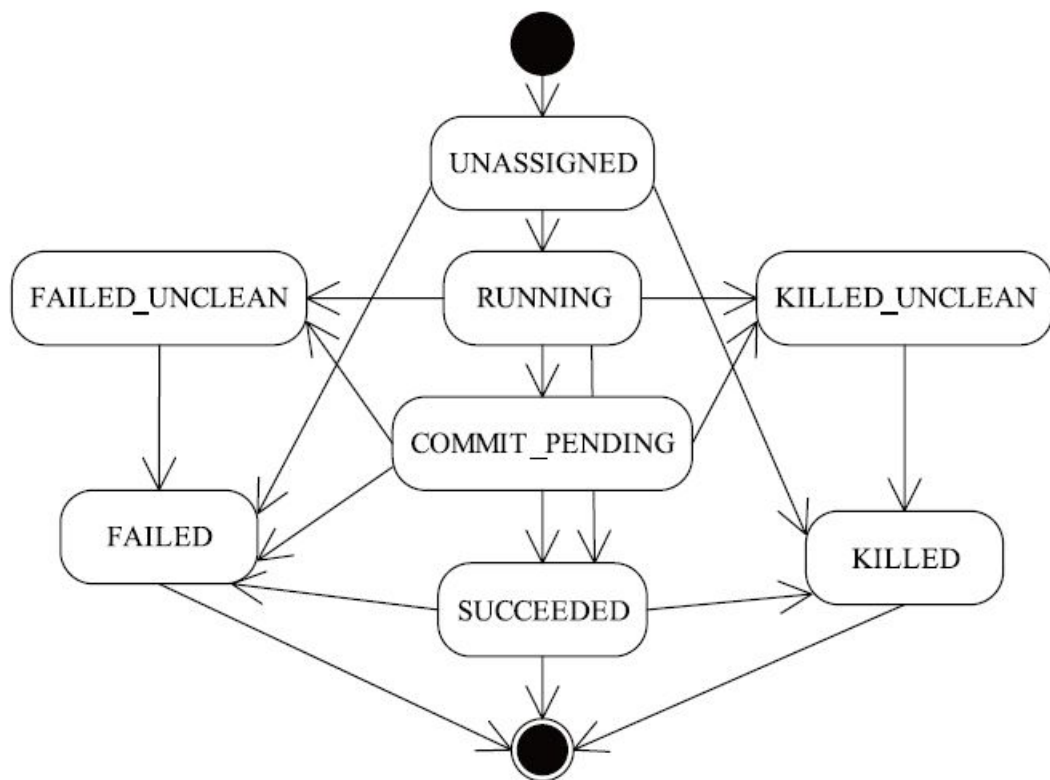 UNASSIGNED
FAILED_UNCLEAN
RUNNING
KILLED_UNCLEAN
COMMIT_PENDING
FAILED
KILLED
SUCCEEDED